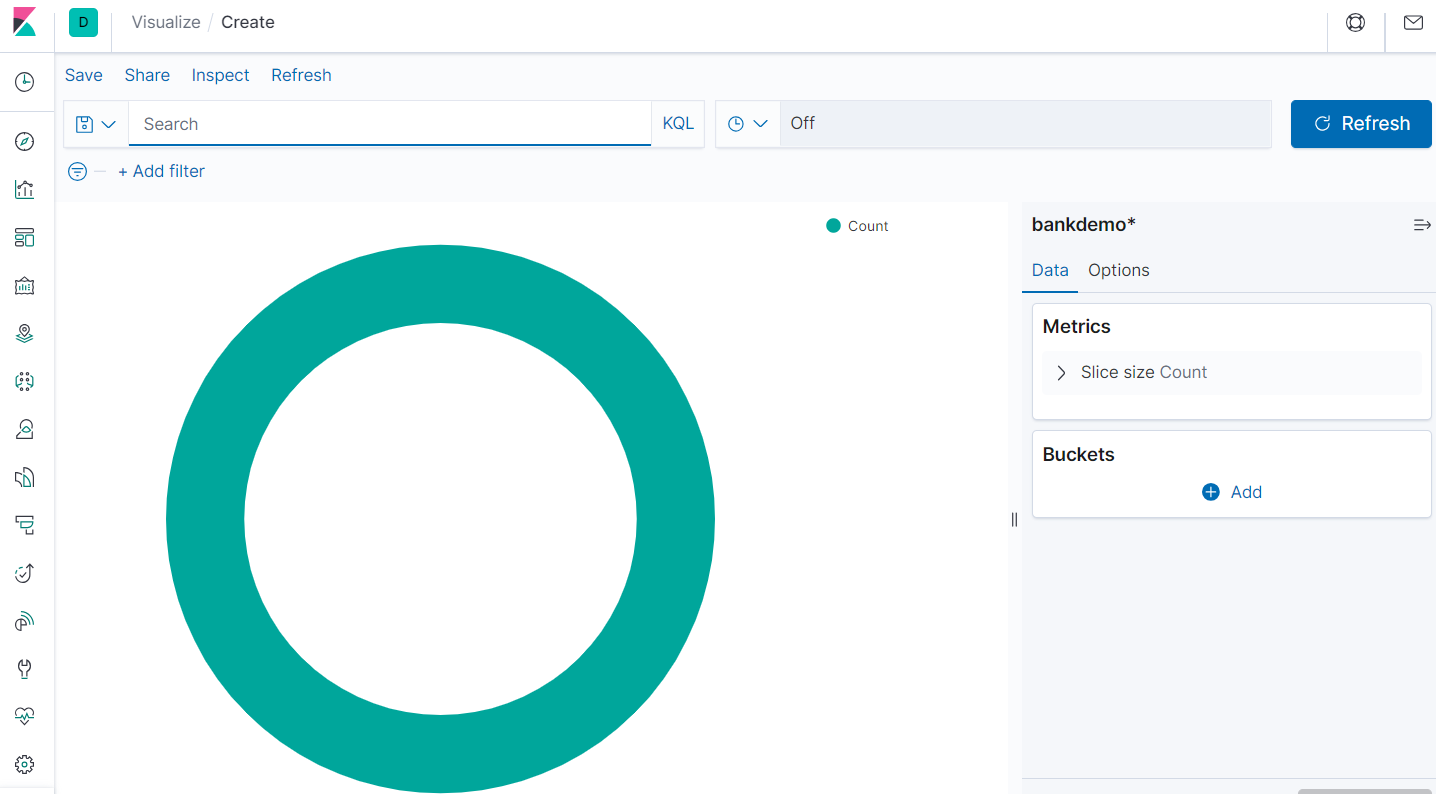 D Visualize / Create
Save Share Inspect Refresh
Search KQL Off Refresh
+ Add filter
Count
bankdemo*
Data Options
Metrics
Slice size Count
Buckets
Add